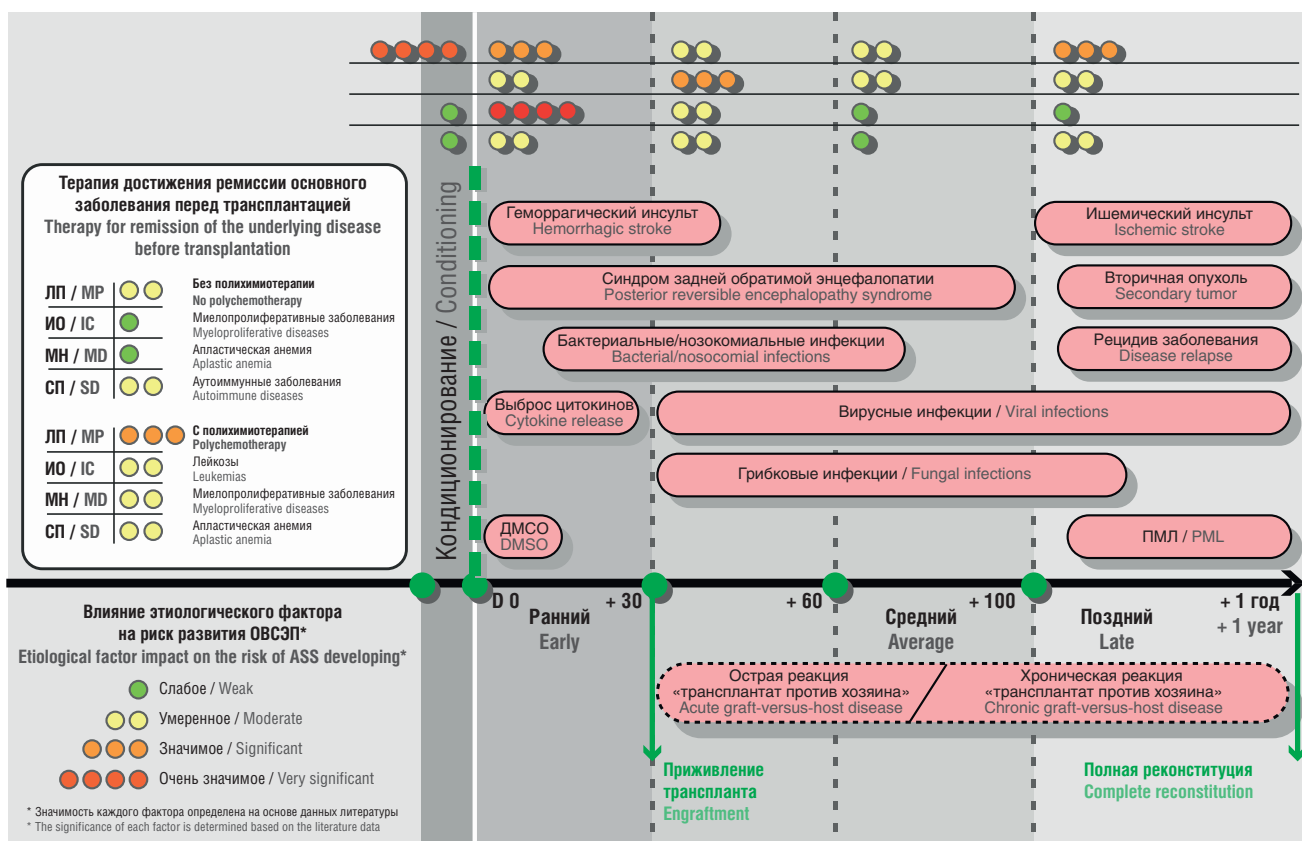 Терапия достижения ремиссии основного
заболевания перед трансплантацией
Therapy for remission of the underlying disease
before transplantation
ЛП / MP
Без полихимиотерапии
No polychemotherapy
ИО / IC
Миелопролиферативные заболевания
Myeloproliferative diseases
МН / MD
Апластическая анемия
Aplastic anemia
СП / SD
Аутоиммунные заболевания
Autoimmune diseases
ЛП / MP
С полихимиотерапией
Polychemotherapy
ИО / IC
Лейкозы
Leukemias
МН / MD
Миелопролиферативные заболевания
Myeloproliferative diseases
СП / SD
Апластическая анемия
Aplastic anemia
Кондиционирование / Conditioning
Геморрагический инсульт
Hemorrhagic stroke
Ишемический инсульт
Ischemic stroke
Синдром задней обратимой энцефалопатии
Posterior reversible encephalopathy syndrome
Вторичная опухоль
Secondary tumor
Бактериальные/нозокомиальные инфекции
Bacterial/nosocomial infections
Рецидив заболевания
Disease relapse
Выброс цитокинов
Cytokine release
Вирусные инфекции / Viral infections
Грибковые инфекции / Fungal infections
ДМСО
DMSO
ПМЛ / PML
D 0
+ 30
+ 60
+ 100
+ 1 год
+ 1 year
Ранний
Early
Средний
Average
Поздний
Late
Острая реакция
«трансплантат против хозяина»
Acute graft-versus-host disease
Хроническая реакция
«трансплантат против хозяина»
Chronic graft-versus-host disease
Приживление
трансплантата
Engraftment
Полная реконституция
Complete reconstitution
Влияние этиологического фактора
на риск развития ОВСЭП*
Etiological factor impact on the risk of ASS developing*
Слабое / Weak
Умеренное / Moderate
Значимое / Significant
Очень значимое / Very significant
* Значимость каждого фактора определена на основе данных литературы
* The significance of each factor is determined based on the literature data